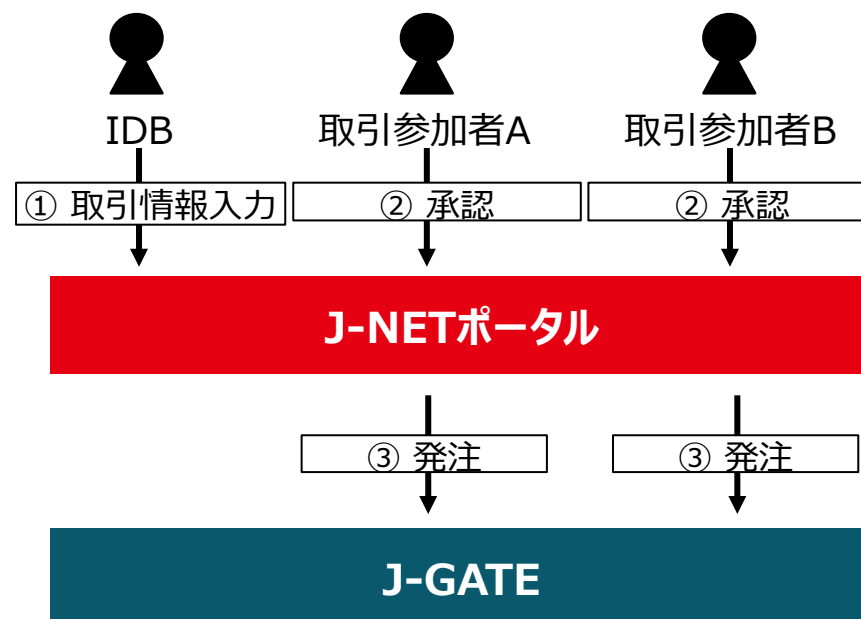 IDB
取引参加者A
取引参加者B
① 取引情報入力
② 承認
② 承認
J-NETポータル
③ 発注
③ 発注
J-GATE